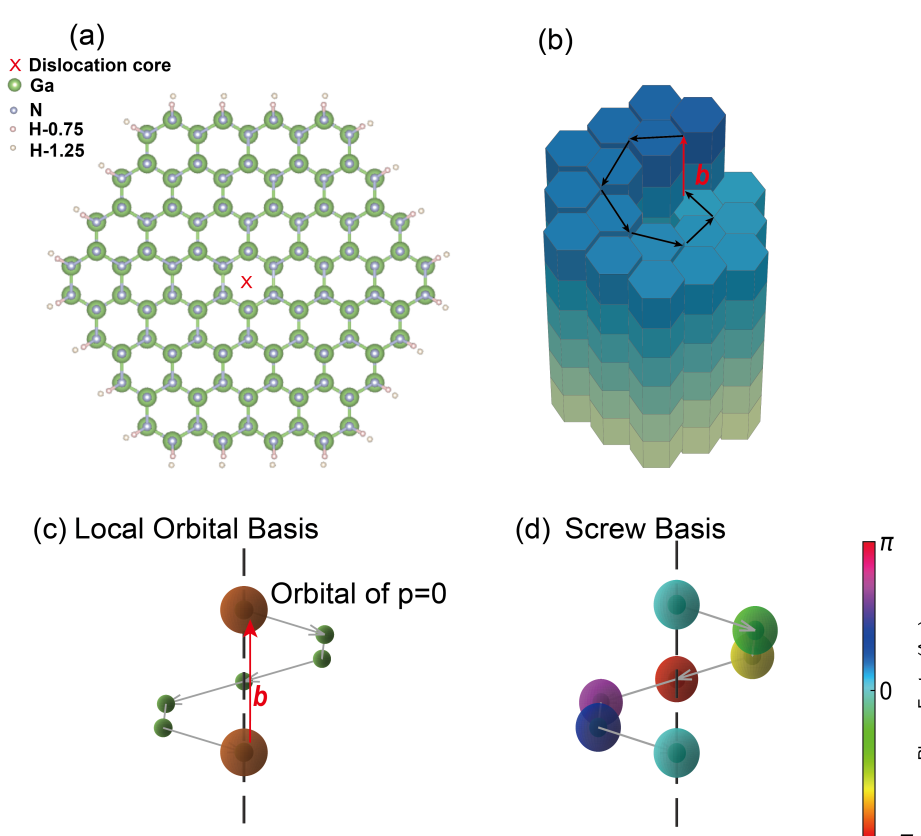 (a)
X Dislocation core
Ga
N
H-0.75
H-1.25
X
(b)
b
(c) Local Orbital Basis
Orbital of p=0
b
(d) Screw Basis
π
0